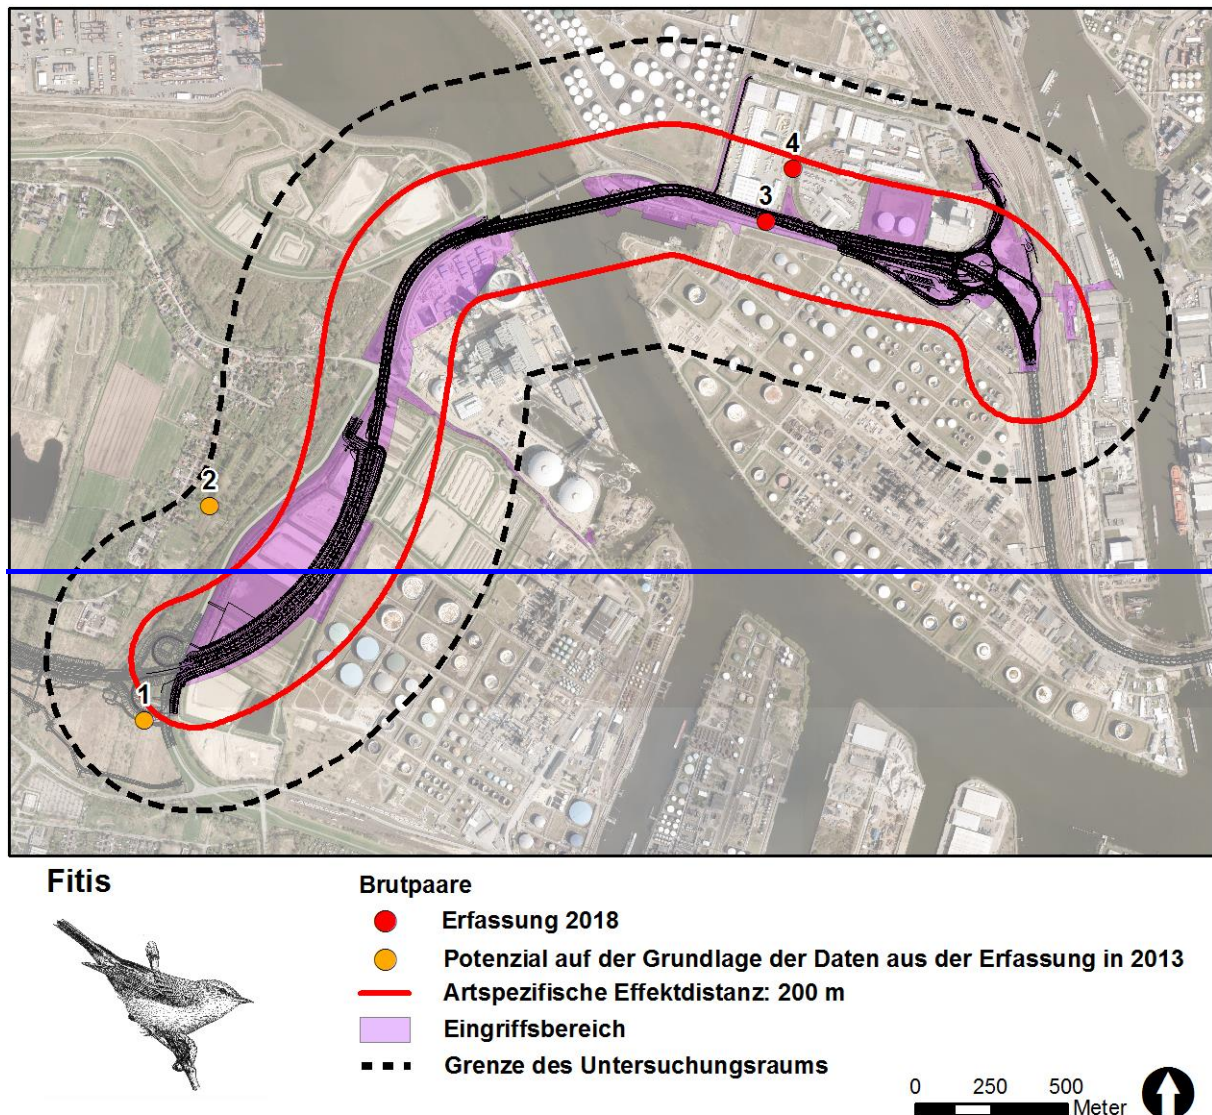 4
3
2
1
Fitis
Brutpaare
Erfassung 2018
Potenzial auf der Grundlage der Daten aus der Erfassung in 2013
Artspezifische Effektdistanz: 200 m
Eingriffsbereich
Grenze des Untersuchungsraums
0 250 500
Meter